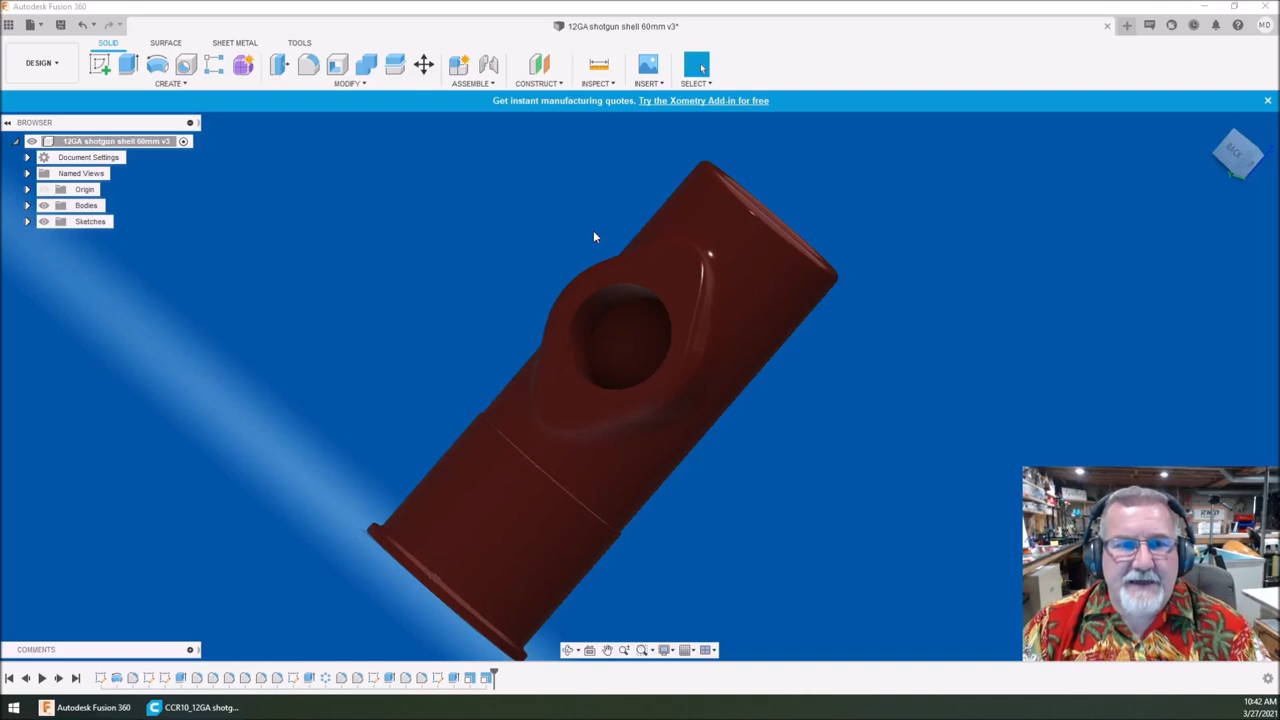 Autodesk Fusion 360
12GA shotgun shell 60mm v3*
MD
DESIGN
SOLID
SURFACE
SHEET METAL
TOOLS
CREATE
MODIFY
ASSEMBLE
CONSTRUCT
INSPECT
INSERT
SELECT
Get instant manufacturing quotes. Try the Xometry Add-in for free
BROWSER
12GA shotgun shell 60mm v3
Document Settings
Named Views
Origin
Bodies
Sketches
BACK
COMMENTS
Autodesk Fusion 360
CCR10_12GA shotg...
10:42 AM
3/27/2021